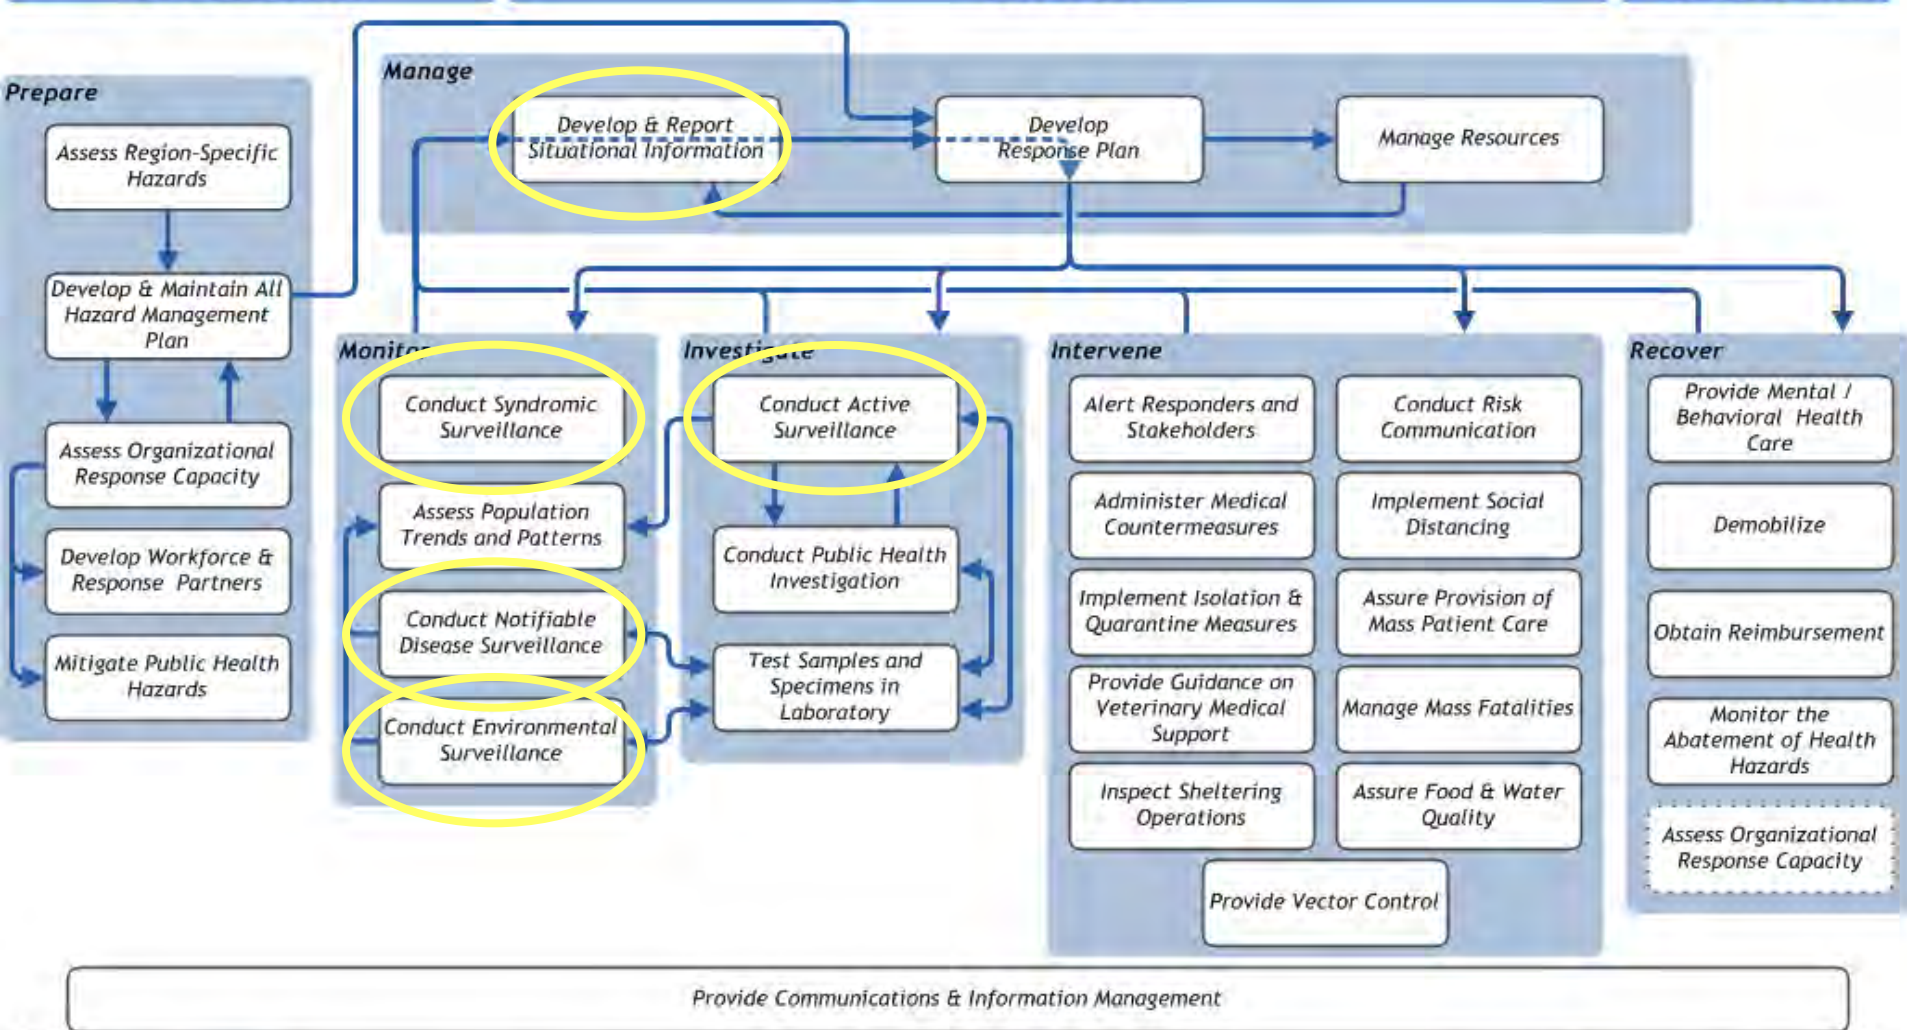 Prepare
Assess Region-Specific
Hazards
Develop & Maintain All
Hazard Management
Plan
Assess Organizational
Response Capacity
Develop Workforce &
Response Partners
Mitigate Public Health
Hazards
Manage
Develop & Report
Situational Information
Develop
Response Plan
Manage Resources
Monitor
Conduct Syndromic
Surveillance
Assess Population
Trends and Patterns
Conduct Notifiable
Disease Surveillance
Conduct Environmental
Surveillance
Investigate
Conduct Active
Surveillance
Conduct Public Health
Investigation
Test Samples and
Specimens in
Laboratory
Intervene
Alert Responders and
Stakeholders
Conduct Risk
Communication
Administer Medical
Countermeasures
Implement Social
Distancing
Implement Isolation &
Quarantine Measures
Assure Provision of
Mass Patient Care
Provide Guidance on
Veterinary Medical
Support
Manage Mass Fatalities
Inspect Sheltering
Operations
Assure Food & Water
Quality
Provide Vector Control
Recover
Provide Mental /
Behavioral Health
Care
Demobilize
Obtain Reimbursement
Monitor the
Abatement of Health
Hazards
Assess Organizational
Response Capacity
Provide Communications & Information Management